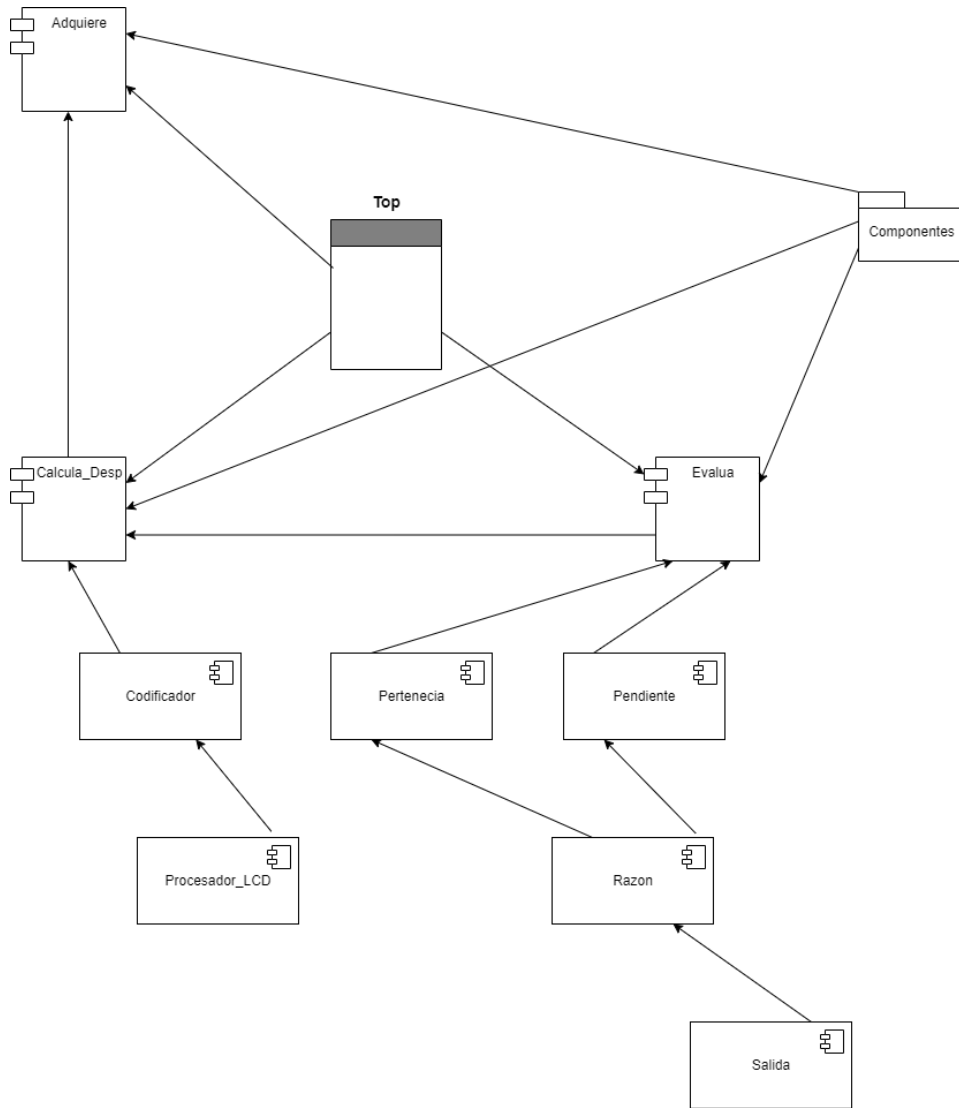 Adquiere
Top
Componentes
Calcula_Desp
Evalua
Codificador
Pertenecia
Pendiente
Procesador_LCD
Razon
Salida